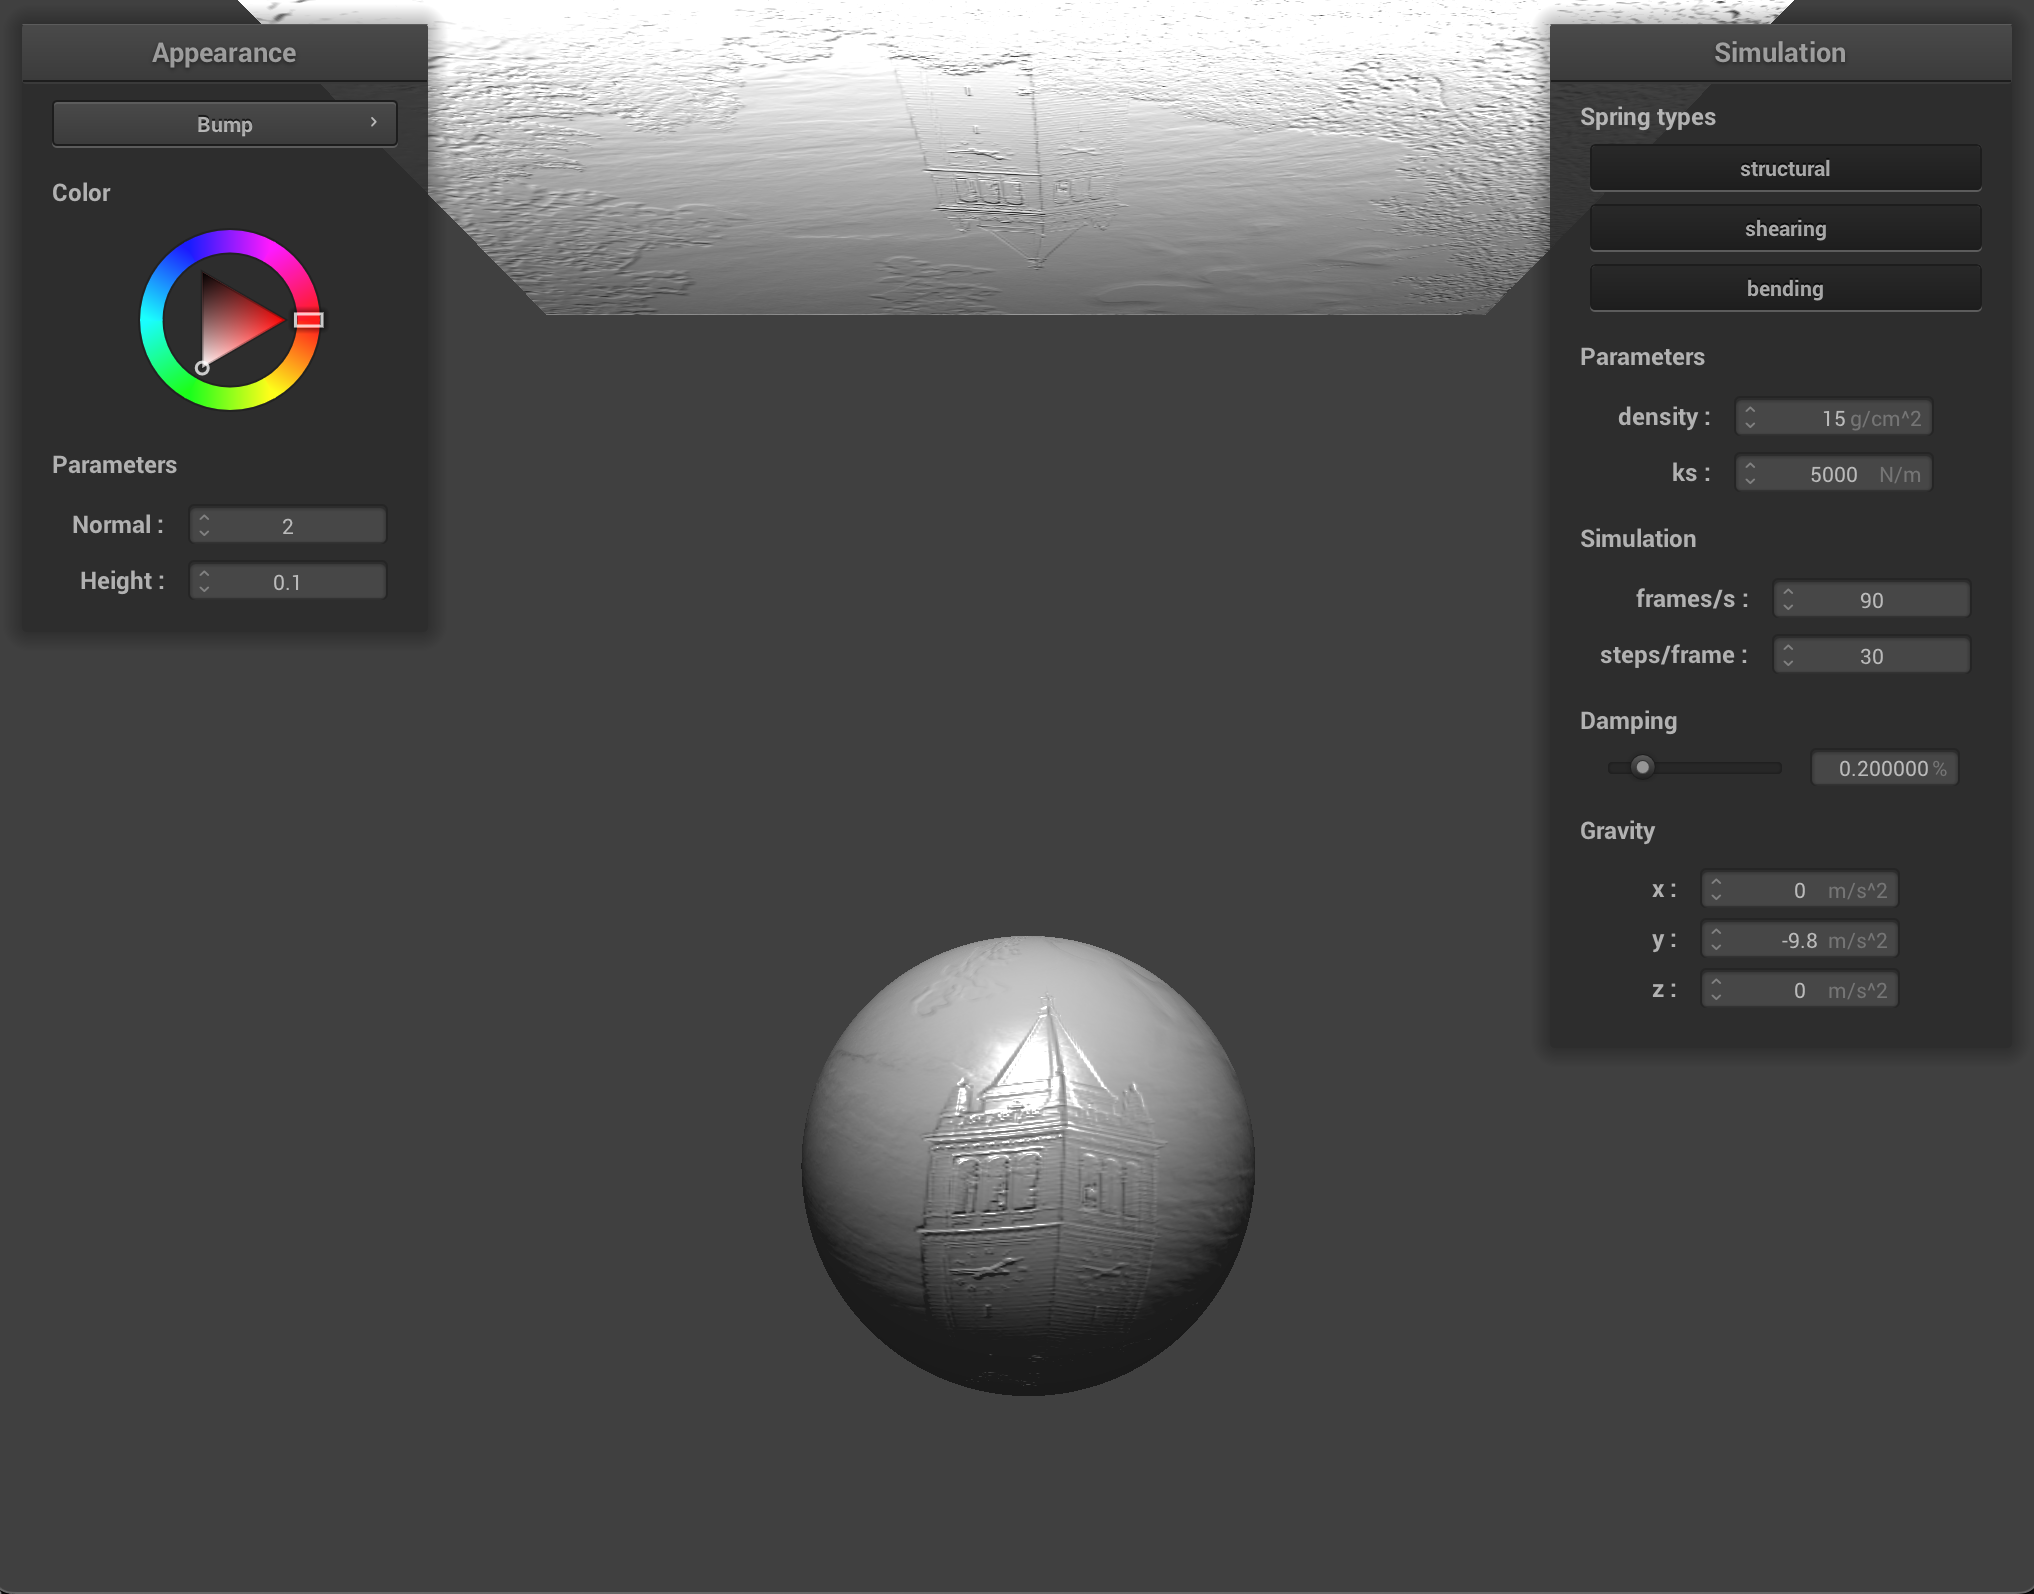 Appearance
Bump
Color
Parameters
Normal : 2
Height : 0.1
Simulation
Spring types
structural
shearing
bending
Parameters
density : 15 g/cm^2
ks : 5000 N/m
Simulation
frames/s : 90
steps/frame : 30
Damping
0.200000 %
Gravity
x : 0 m/s^2
y : -9.8 m/s^2
z : 0 m/s^2